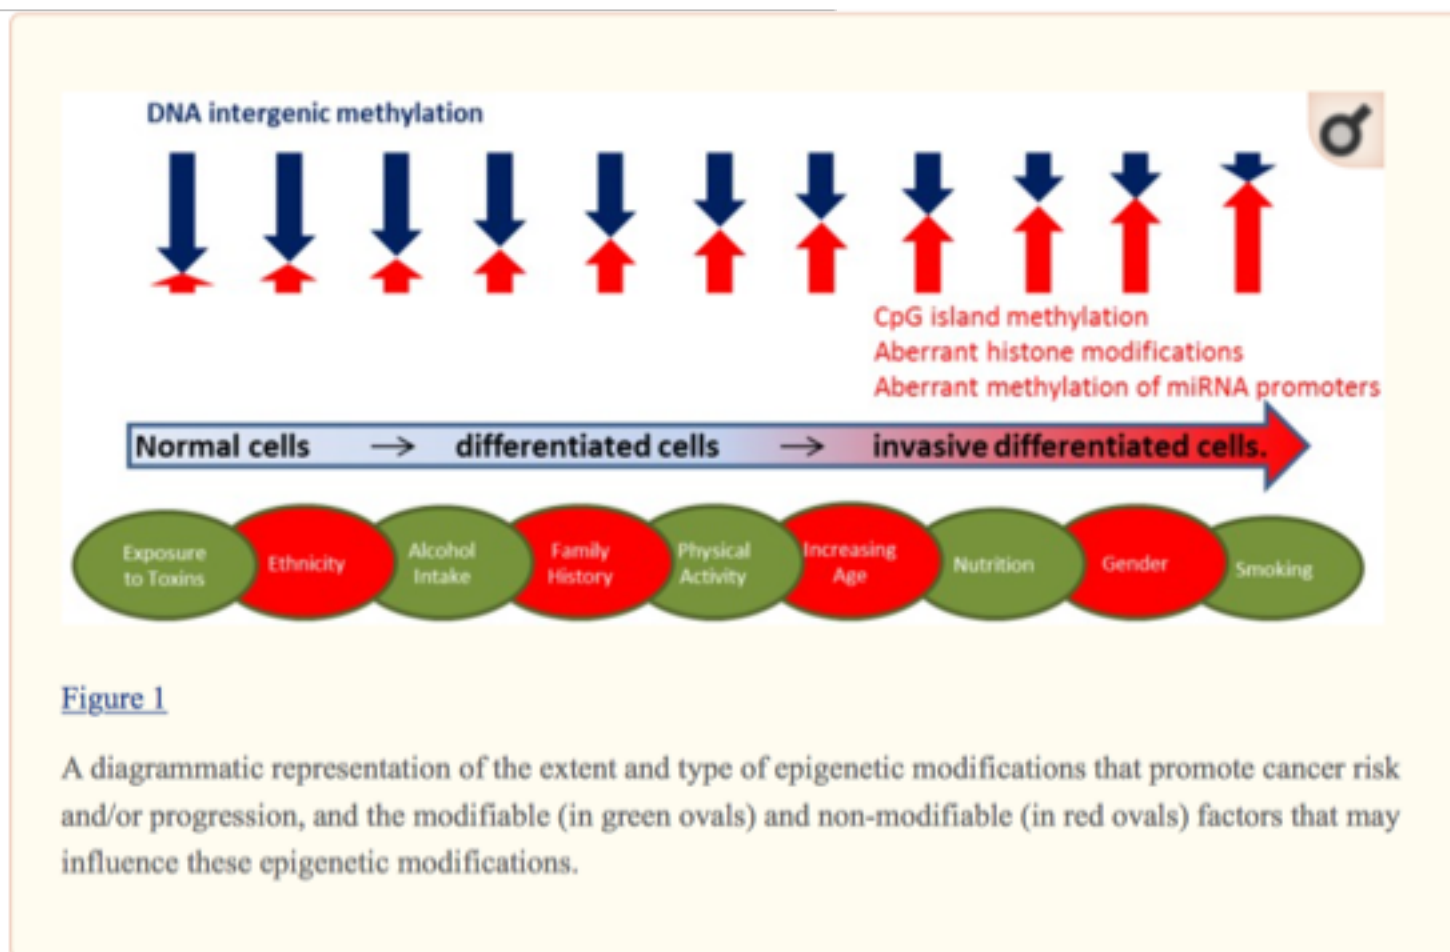 DNA intergenic methylation
CpG island methylation
Aberrant histone modifications
Aberrant methylation of miRNA promoters
Normal cells → differentiated cells → invasive differentiated cells.
Exposure
to Toxins
Ethnicity
Alcohol
Intake
Family
History
Physical
Activity
Increasing
Age
Nutrition
Gender
Smoking
Figure 1
A diagrammatic representation of the extent and type of epigenetic modifications that promote cancer risk
and/or progression, and the modifiable (in green ovals) and non-modifiable (in red ovals) factors that may
influence these epigenetic modifications.